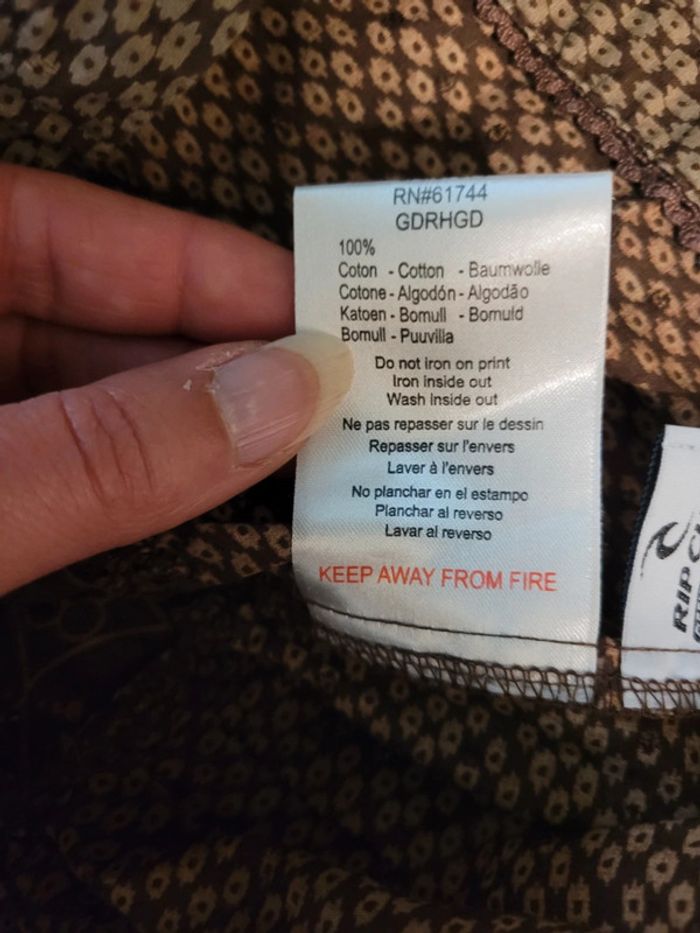 RN#61744
GDRHGD
100%
Coton - Cotton - Baumwolle
Cotone - Algodón - Algodão
Katoen - Bomull - Bomuld
Bomull - Puuvilla
Do not iron on print
Iron inside out
Wash inside out
Ne pas repasser sur le dessin
Repasser sur l'envers
Laver à l'envers
No planchar en el estampo
Planchar al reverso
Lavar al reverso
KEEP AWAY FROM FIRE
RIP